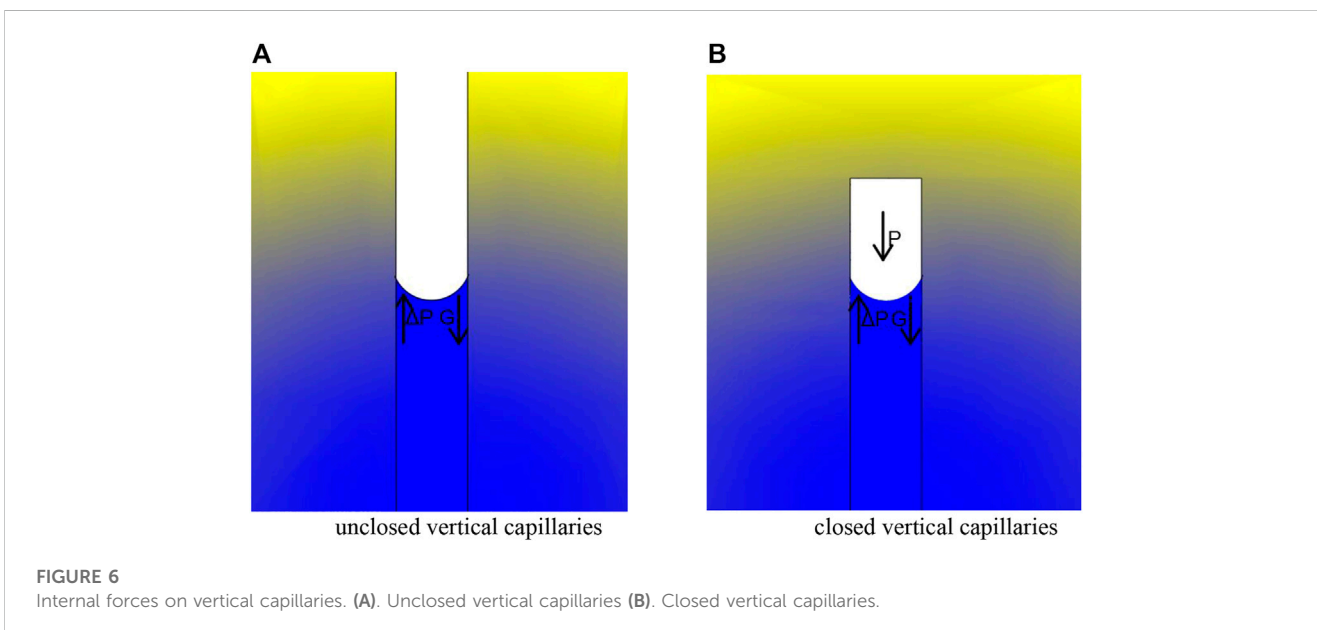 A
B
P
ΔP G
ΔP G
unclosed vertical capillaries
closed vertical capillaries
FIGURE 6
Internal forces on vertical capillaries. (A). Unclosed vertical capillaries (B). Closed vertical capillaries.